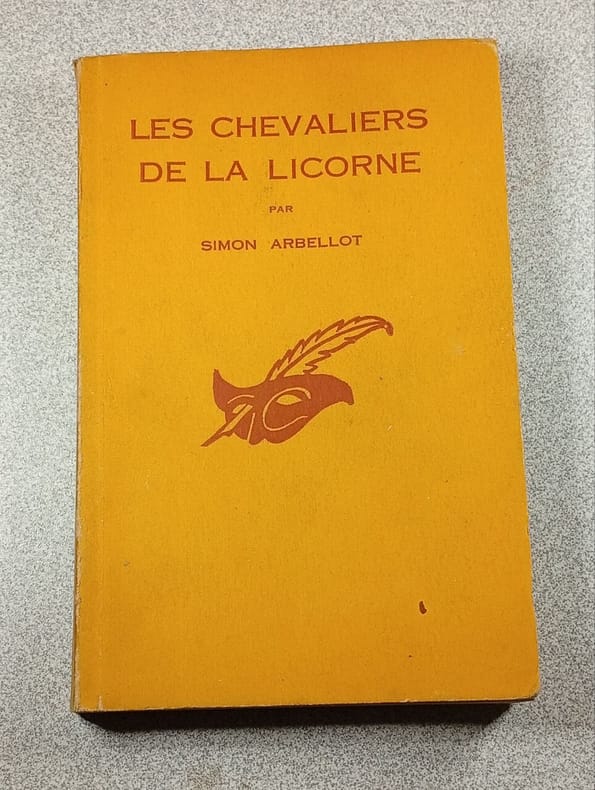 LES CHEVALIERS
DE LA LICORNE
PAR
SIMON ARBELLOT